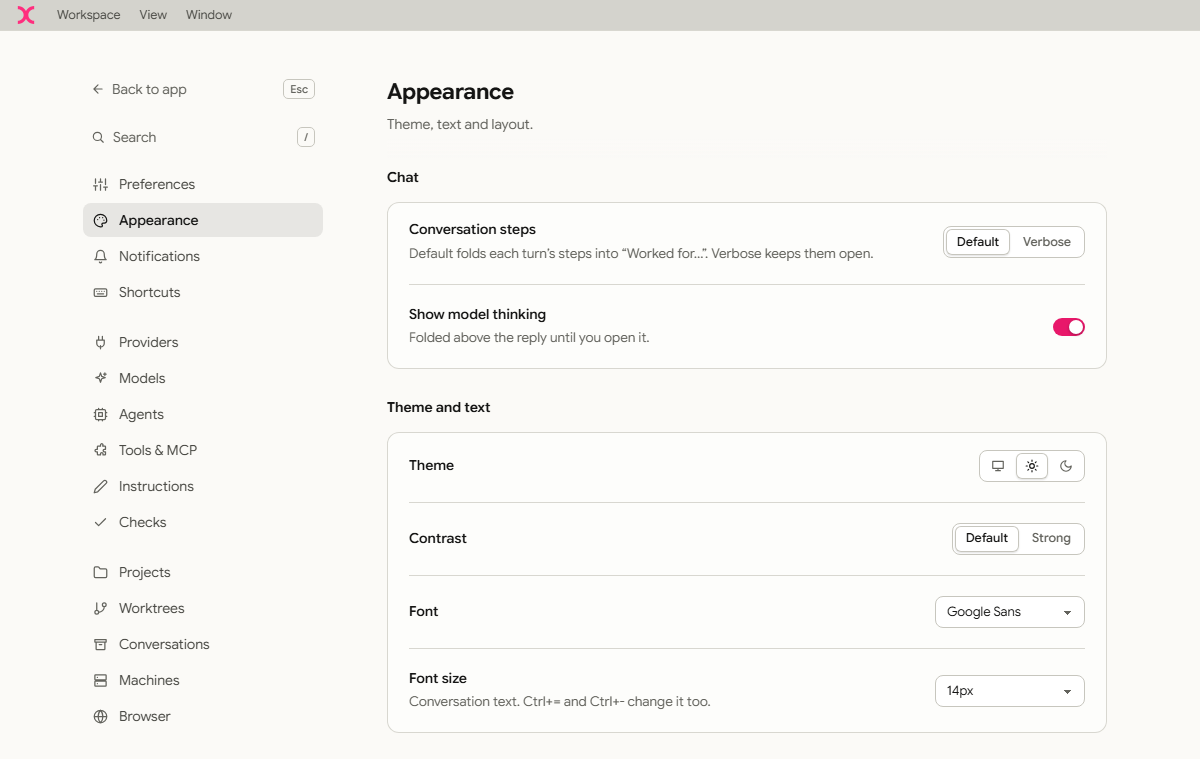 Workspace View Window
Back to app Esc
Search /
Preferences
Appearance
Notifications
Shortcuts
Providers
Models
Agents
Tools & MCP
Instructions
Checks
Projects
Worktrees
Conversations
Machines
Browser
Appearance
Theme, text and layout.
Chat
Conversation steps
Default folds each turn’s steps into “Worked for…”. Verbose keeps them open.
Default Verbose
Show model thinking
Folded above the reply until you open it.
Theme and text
Theme
Contrast
Default Strong
Font
Google Sans
Font size
Conversation text. Ctrl+= and Ctrl+- change it too.
14px